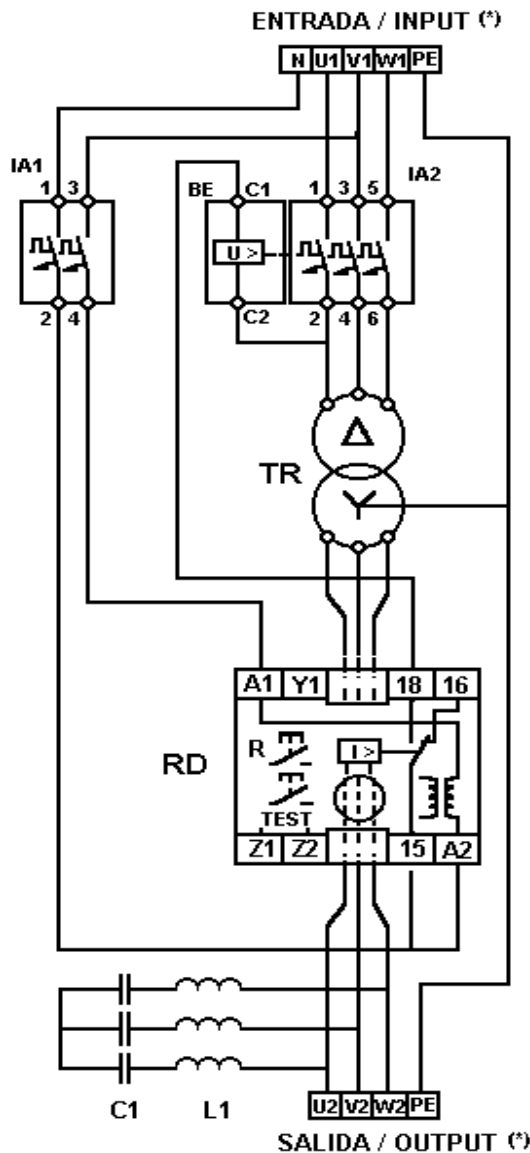 ENTRADA / INPUT (*)
N U1 V1 W1 PE
IA1
IA2
1 3
BE C1
1 3 5
U >
2 4
C2
2 4 6
Δ
TR
Y
A1 Y1 18 16
R
I >
RD
TEST
Z1 Z2 15 A2
C1 L1
U2 V2 W2 PE
SALIDA / OUTPUT (*)